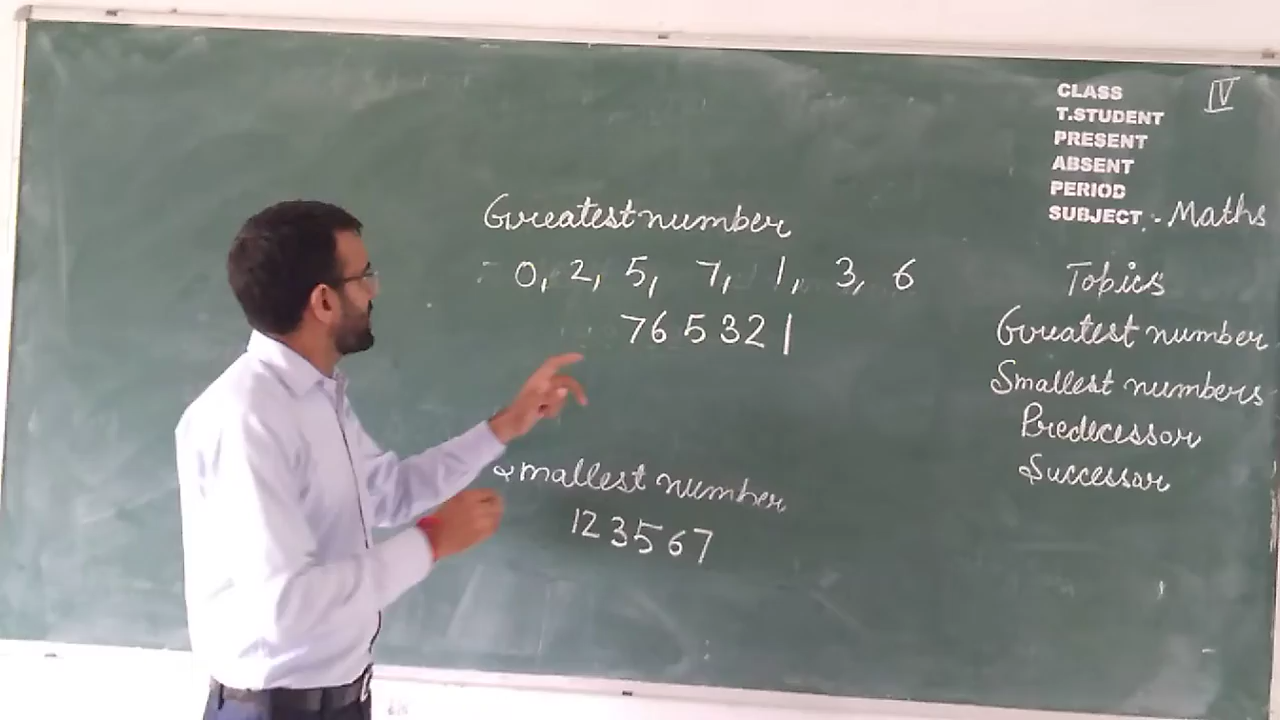 CLASS IV
T.STUDENT
PRESENT
ABSENT
PERIOD
SUBJECT :- Maths
Greatest number
0, 2, 5, 7, 1, 3, 6
765321
Smallest number
123567
Topics
Greatest number
Smallest numbers
Predecessor
Successor